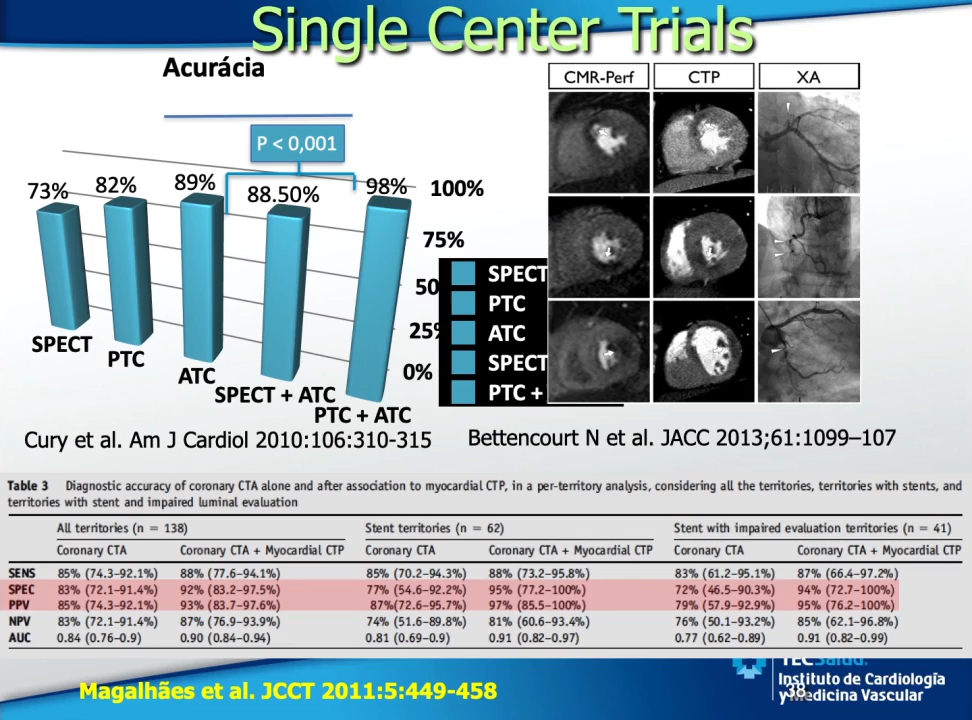 Single Center Trials
Acurácia
P < 0,001
73%
82%
89%
88.50%
98%
100%
75%
50
25%
0%
SPECT
PTC
ATC
SPECT + ATC
PTC + ATC
SPECT
PTC
ATC
SPECT
PTC +
CMR-Perf CTP XA
Cury et al. Am J Cardiol 2010:106:310-315
Bettencourt N et al. JACC 2013;61:1099–107
Table 3 Diagnostic accuracy of coronary CTA alone and after association to myocardial CTP, in a per-territory analysis, considering all the territories, territories with stents, and
territories with stent and impaired luminal evaluation
All territories (n = 138) Stent territories (n = 62) Stent with impaired evaluation territories (n = 41)
Coronary CTA Coronary CTA + Myocardial CTP Coronary CTA Coronary CTA + Myocardial CTP Coronary CTA Coronary CTA + Myocardial CTP
SENS 85% (74.3–92.1%) 88% (77.6–94.1%) 85% (70.2–94.3%) 88% (73.2–95.8%) 83% (61.2–95.1%) 87% (66.4–97.2%)
SPEC 83% (72.1–91.4%) 92% (83.2–97.5%) 77% (54.6–92.2%) 95% (77.2–100%) 72% (46.5–90.3%) 94% (72.7–100%)
PPV 85% (74.3–92.1%) 93% (83.7–97.6%) 87%(72.6–95.7%) 97% (85.5–100%) 79% (57.9–92.9%) 95% (76.2–100%)
NPV 83% (72.1–91.4%) 87% (76.9–93.9%) 74% (51.6–89.8%) 81% (60.6–93.4%) 76% (50.1–93.2%) 85% (62.1–96.8%)
AUC 0.84 (0.76–0.9) 0.90 (0.84–0.94) 0.81 (0.69–0.9) 0.91 (0.82–0.97) 0.77 (0.62–0.89) 0.91 (0.82–0.99)
Magalhães et al. JCCT 2011:5:449-458
TECSalud.
Instituto de Cardiología
y Medicina Vascular
38